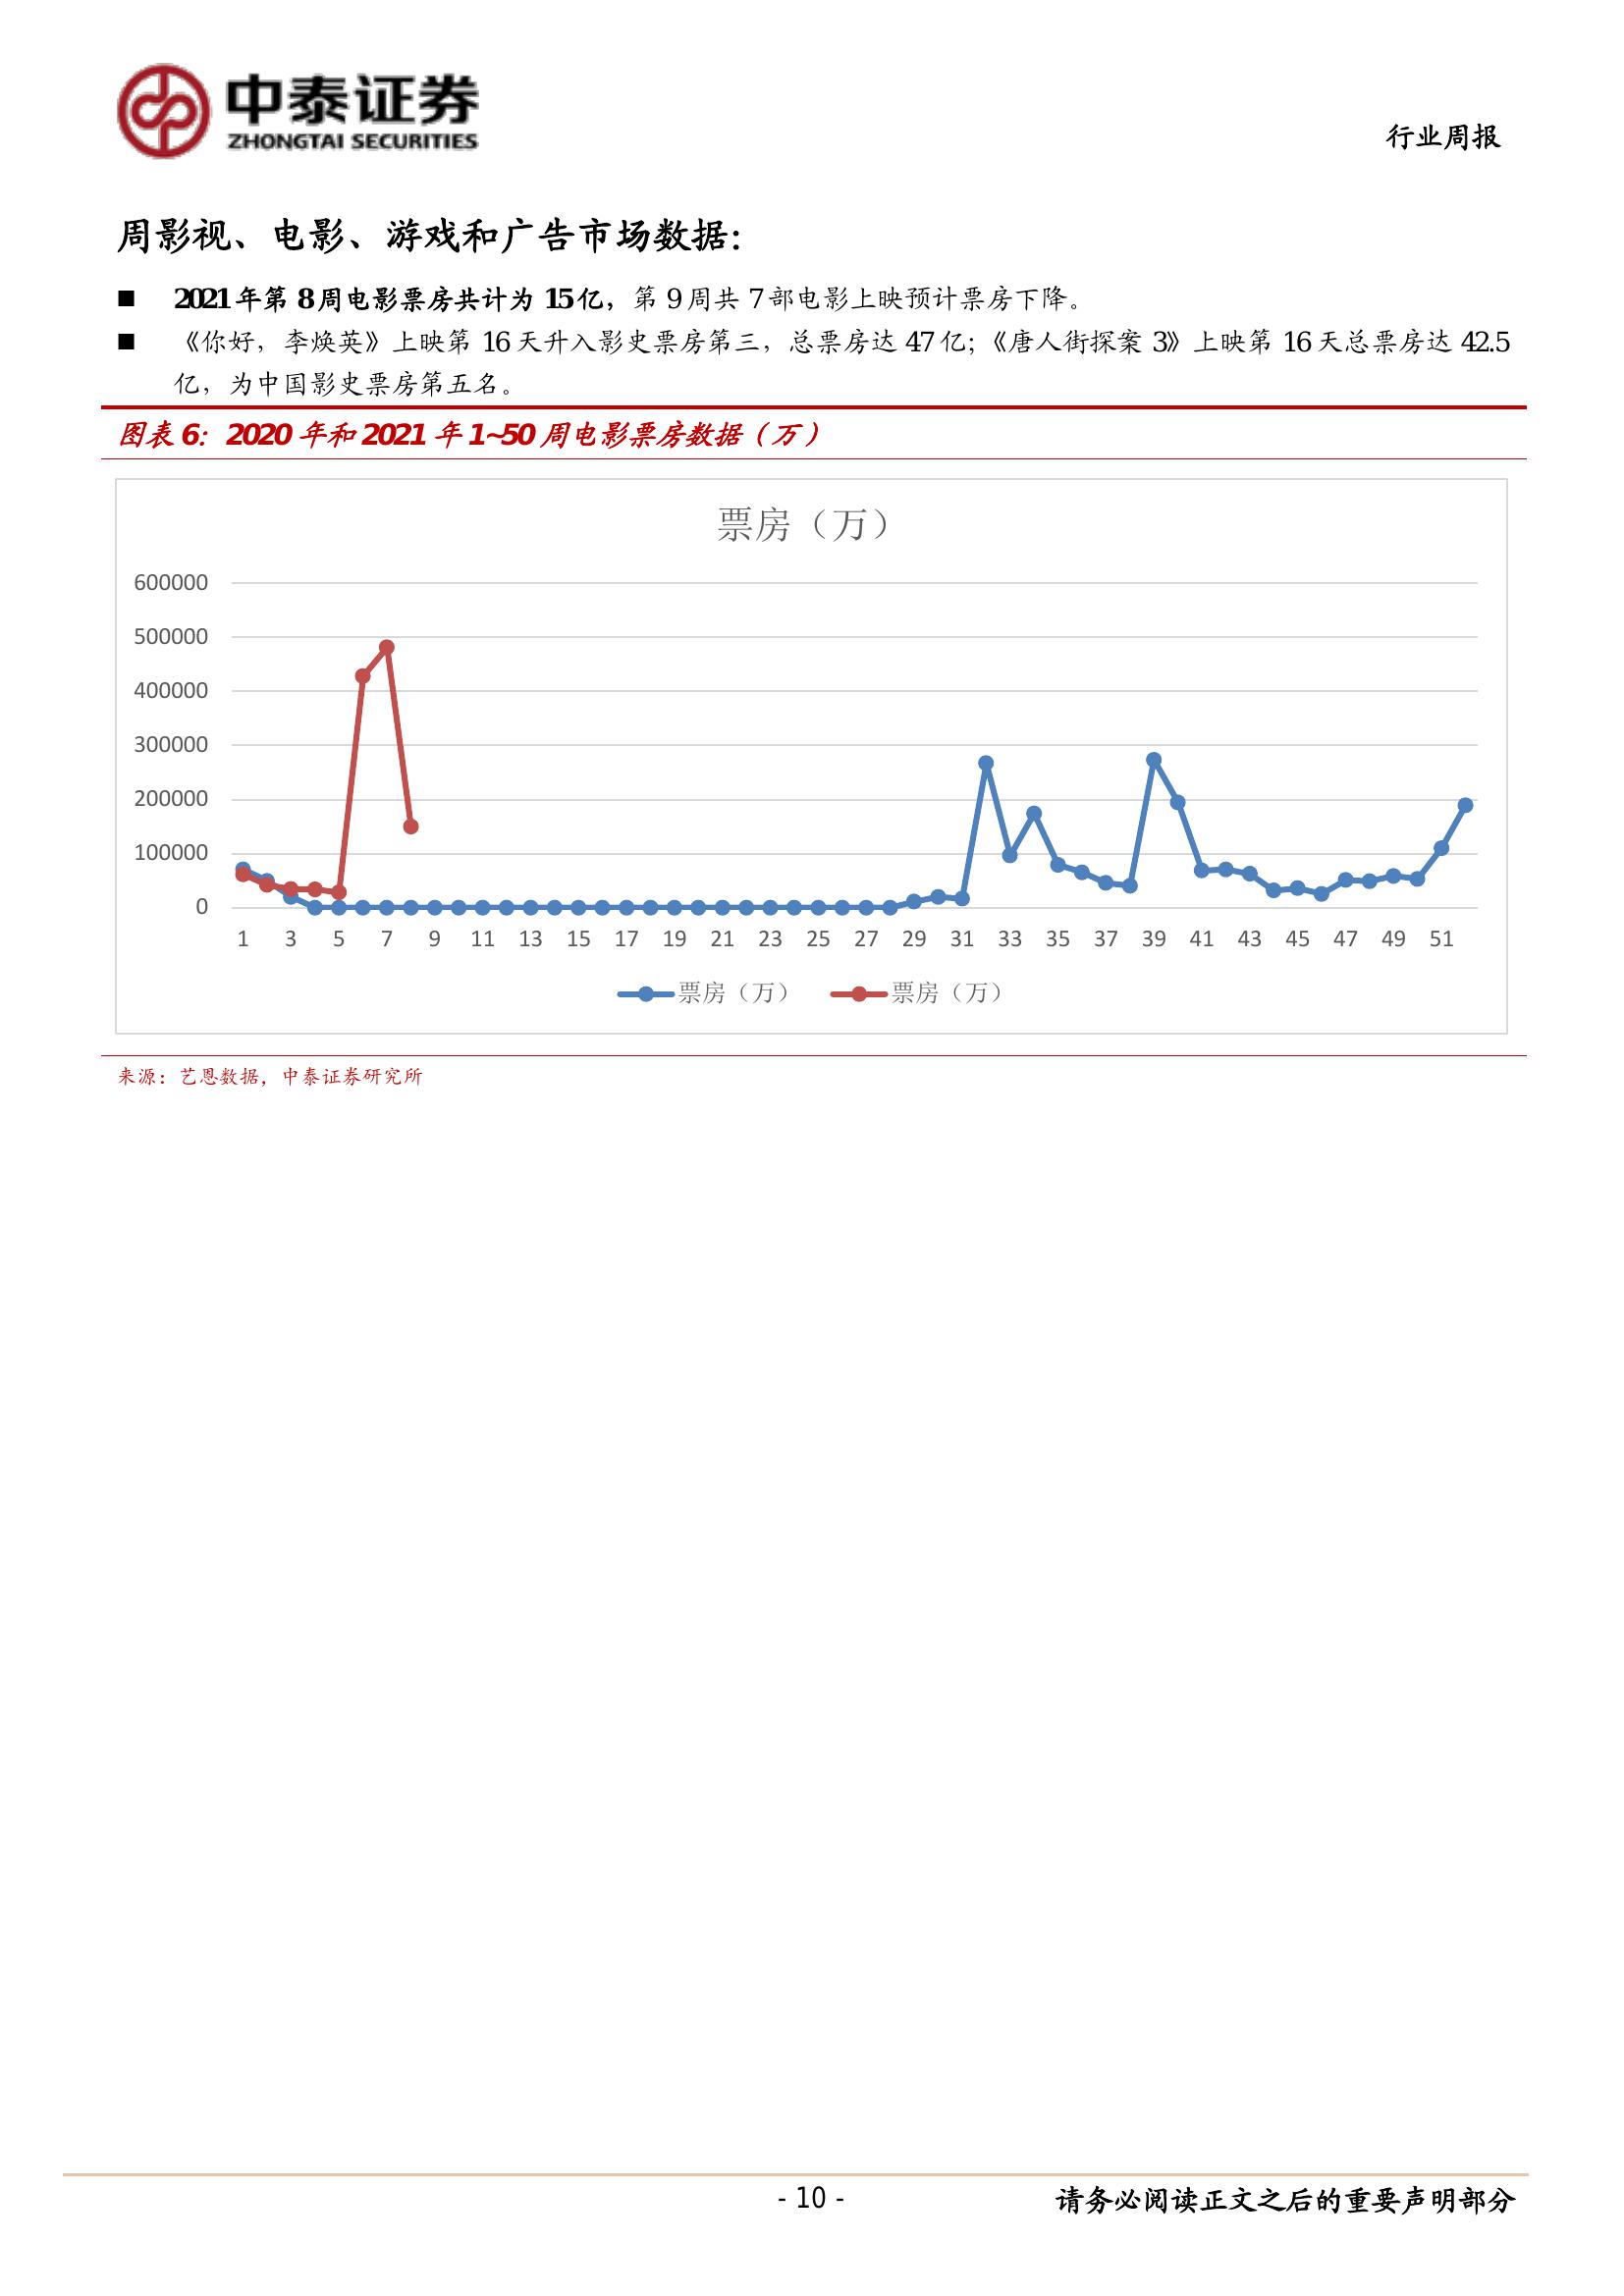 中泰证券
ZHONGTAI SECURITIES
行业周报
周影视、电影、游戏和广告市场数据：
■ 2021年第8周电影票房共计为15亿，第9周共7部电影上映预计票房下降。
■ 《你好，李焕英》上映第16天升入影史票房第三，总票房达47亿；《唐人街探案3》上映第16天总票房达42.5
亿，为中国影史票房第五名。
图表6：2020年和2021年1~50周电影票房数据（万）
票房（万）
600000
500000
400000
300000
200000
100000
0
1 3 5 7 9 11 13 15 17 19 21 23 25 27 29 31 33 35 37 39 41 43 45 47 49 51
票房（万） 票房（万）
来源：艺恩数据，中泰证券研究所
- 10 - 请务必阅读正文之后的重要声明部分